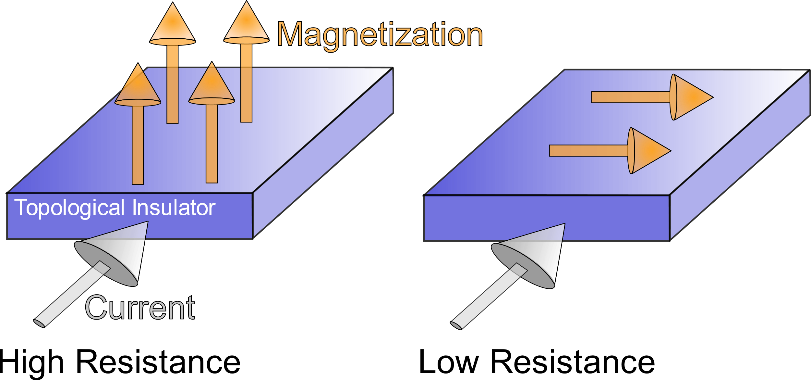 Magnetization
Topological Insulator
Current
High Resistance
Low Resistance